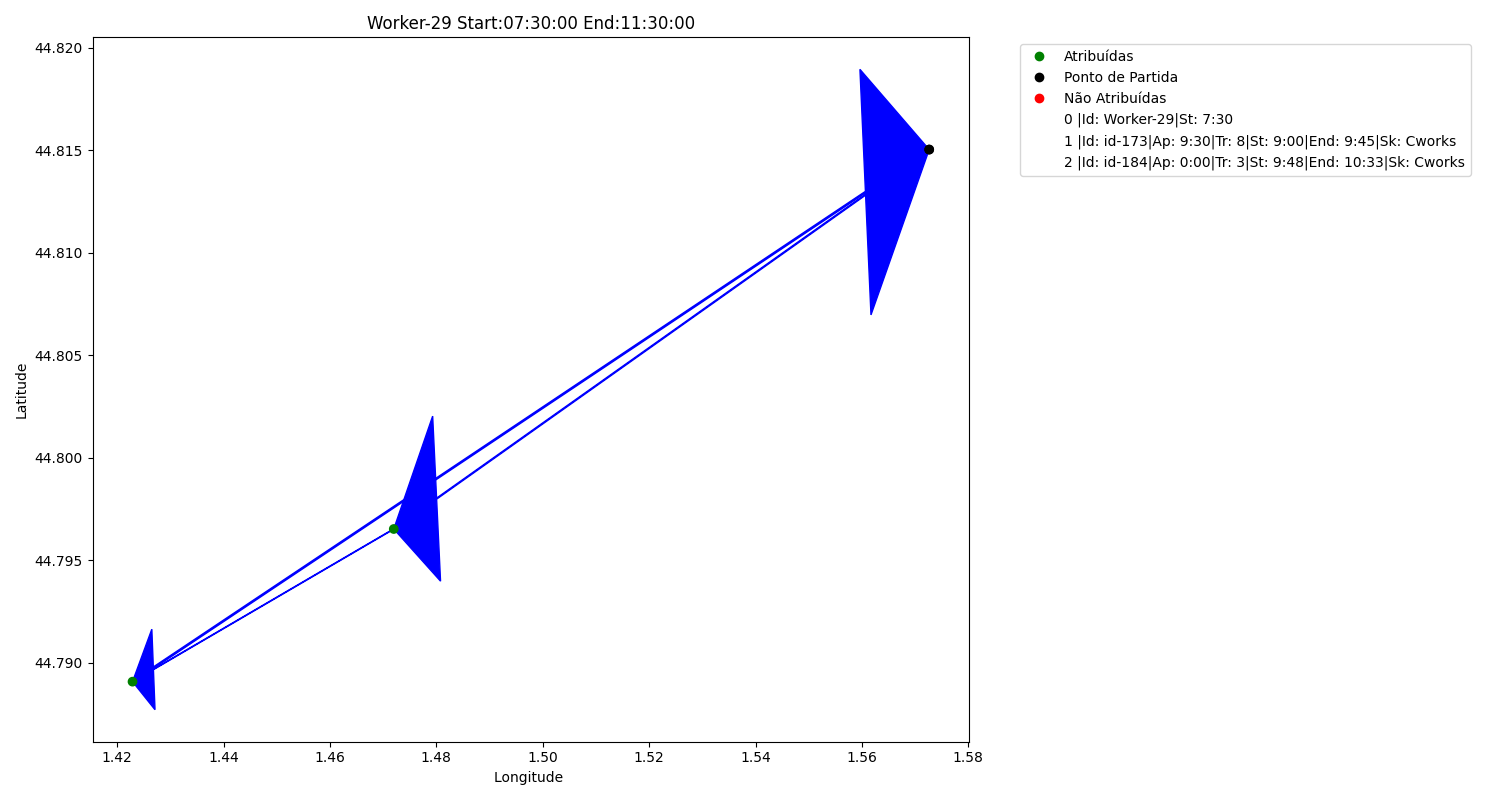 Worker-29 Start:07:30:00 End:11:30:00
44.820
44.815
44.810
44.805
44.800
44.795
44.790
Latitude
1.42 1.44 1.46 1.48 1.50 1.52 1.54 1.56 1.58
Longitude
Atribuídas
Ponto de Partida
Não Atribuídas
0 |Id: Worker-29|St: 7:30
1 |Id: id-173|Ap: 9:30|Tr: 8|St: 9:00|End: 9:45|Sk: Cworks
2 |Id: id-184|Ap: 0:00|Tr: 3|St: 9:48|End: 10:33|Sk: Cworks